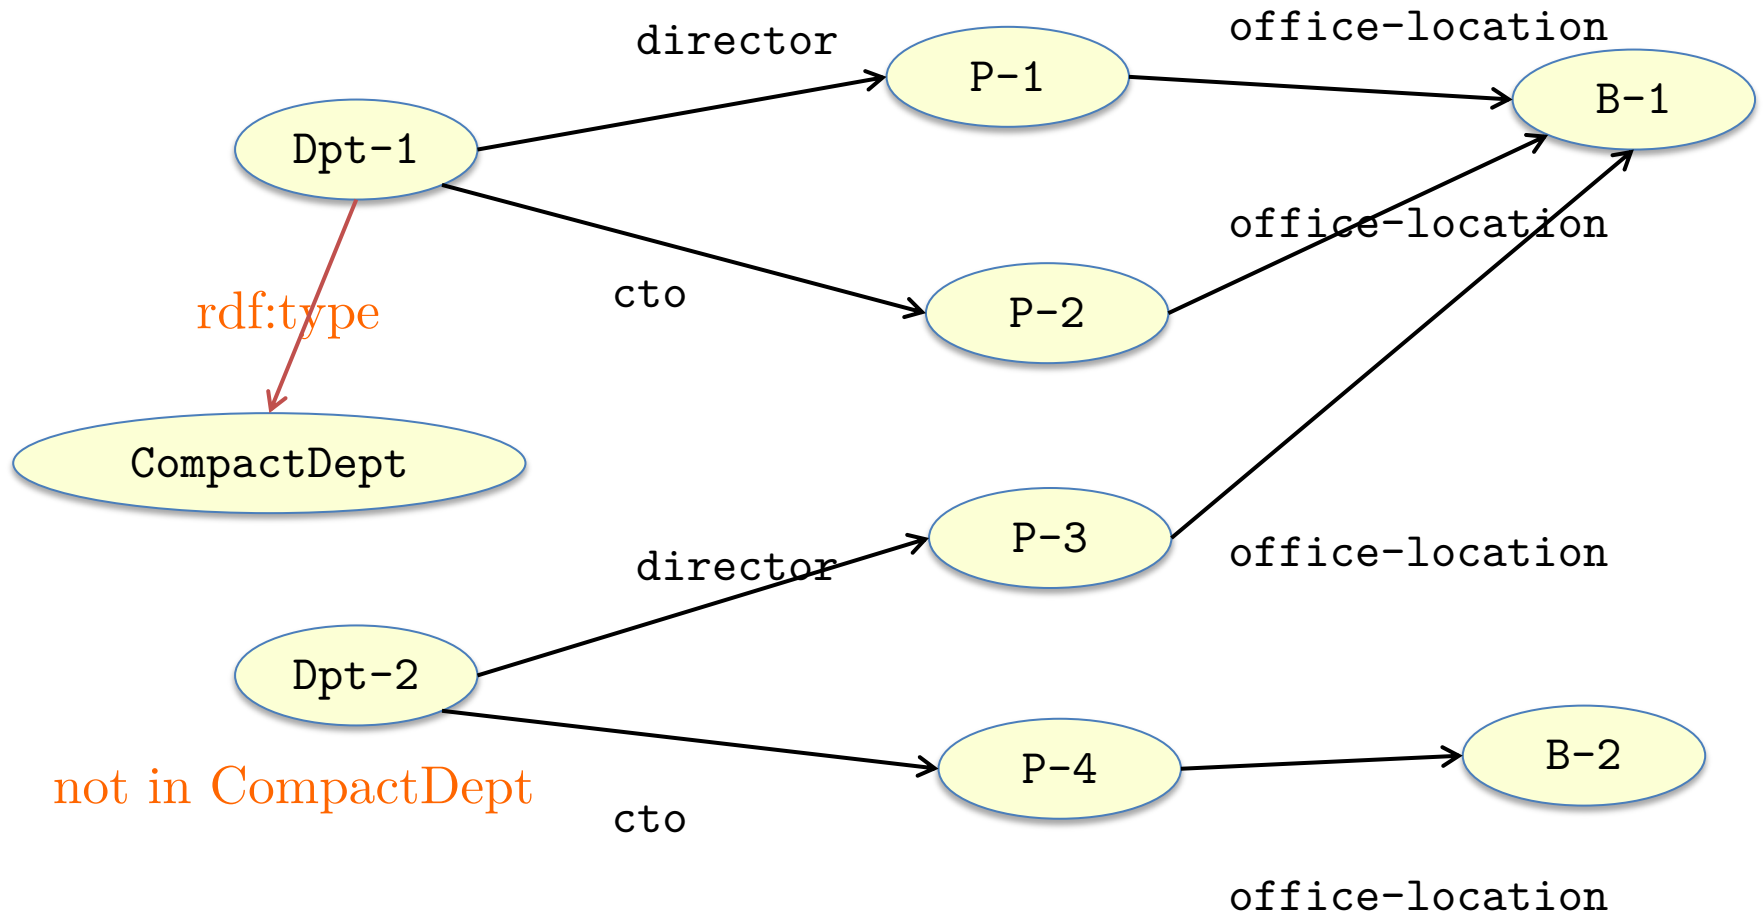 office-location
director
P-1
B-1
Dpt-1
office-location
cto
rdf:type
P-2
CompactDept
P-3
office-location
director
Dpt-2
B-2
P-4
not in CompactDept
cto
office-location